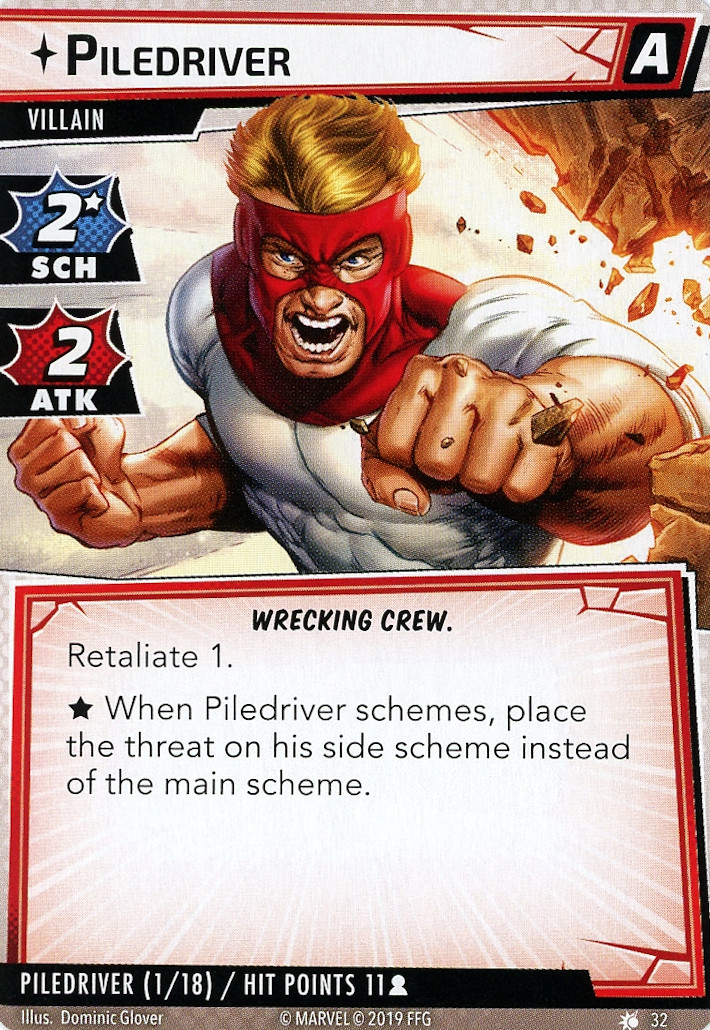 PILEDRIVER
A
VILLAIN
2★
SCH
2
ATK
WRECKING CREW.
Retaliate 1.
★ When Piledriver schemes, place
the threat on his side scheme instead
of the main scheme.
PILEDRIVER (1/18) / HIT POINTS 11
Illus. Dominic Glover
© MARVEL © 2019 FFG
32